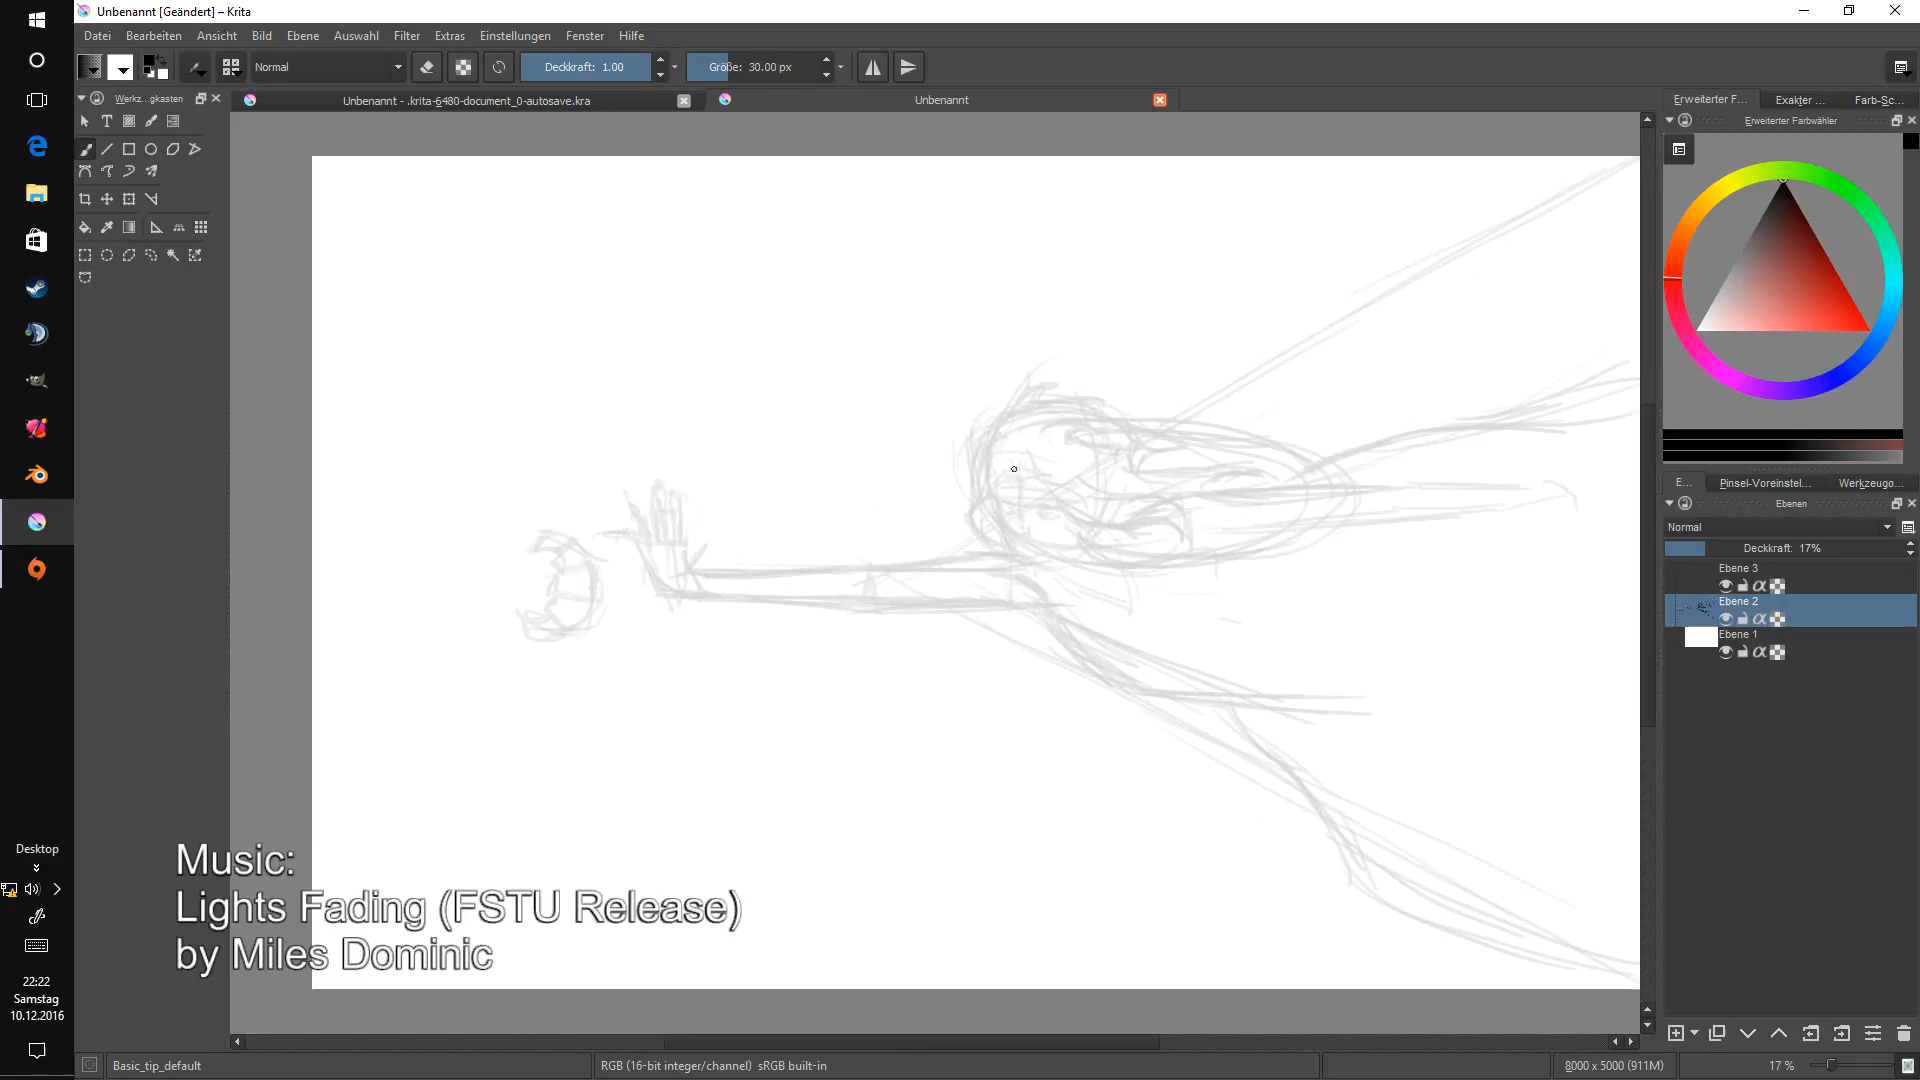 Unbenannt [Geändert] – Krita
Datei Bearbeiten Ansicht Bild Ebene Auswahl Filter Extras Einstellungen Fenster Hilfe
Normal Deckkraft: 1.00 Größe: 30.00 px
Werkz...gkasten
Unbenannt - .krita-6480-document_0-autosave.kra
Unbenannt
Erweiterter F... Exakter ... Farb-Sc...
Erweiterter Farbwähler
E... Pinsel-Voreinstel... Werkzeugo...
Ebenen
Normal
Deckkraft: 17%
Ebene 3
Ebene 2
Ebene 1
Music:
Lights Fading (FSTU Release)
by Miles Dominic
Desktop
22:22
Samstag
10.12.2016
Basic_tip_default
RGB (16-bit integer/channel) sRGB built-in
8000 x 5000 (911M)
17 %